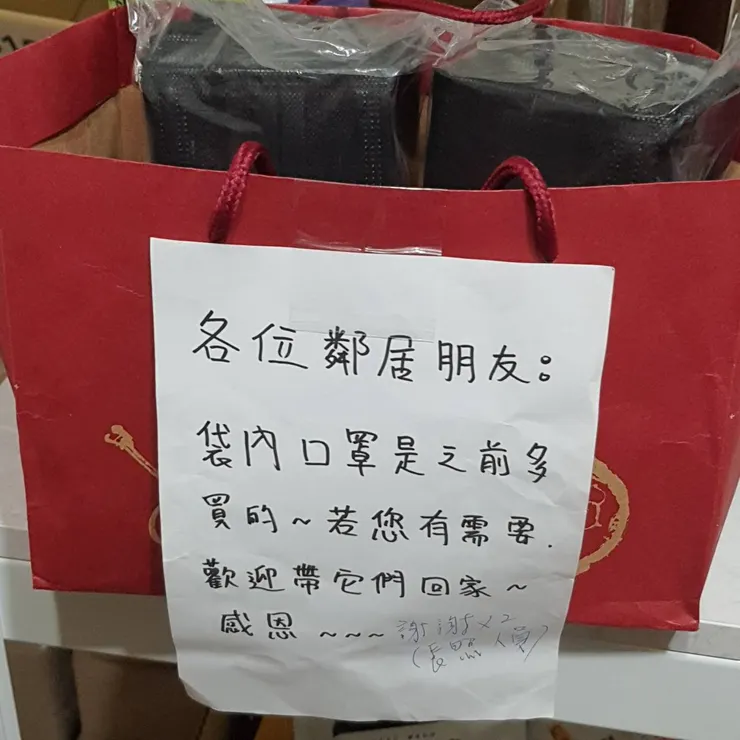 各位鄰居朋友：
袋內口罩是之前多
買的~若您有需要.
歡迎帶它們回家~
感恩~~~謝謝x2
(長照人員)